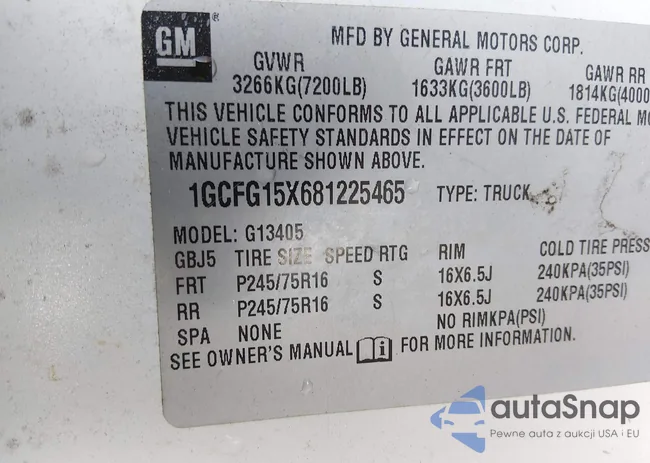 GM ®
MFD BY GENERAL MOTORS CORP.
GVWR GAWR FRT GAWR RR
3266KG(7200LB) 1633KG(3600LB) 1814KG(4000
THIS VEHICLE CONFORMS TO ALL APPLICABLE U.S. FEDERAL MO
VEHICLE SAFETY STANDARDS IN EFFECT ON THE DATE OF
MANUFACTURE SHOWN ABOVE.
1GCFG15X681225465 TYPE: TRUCK
MODEL: G13405
GBJ5 TIRE SIZE SPEED RTG RIM COLD TIRE PRESS
FRT P245/75R16 S 16X6.5J 240KPA(35PSI)
RR P245/75R16 S 16X6.5J 240KPA(35PSI)
SPA NONE NO RIMKPA(PSI)
SEE OWNER'S MANUAL i FOR MORE INFORMATION.
autaSnap
Pewne auta z aukcji USA i EU